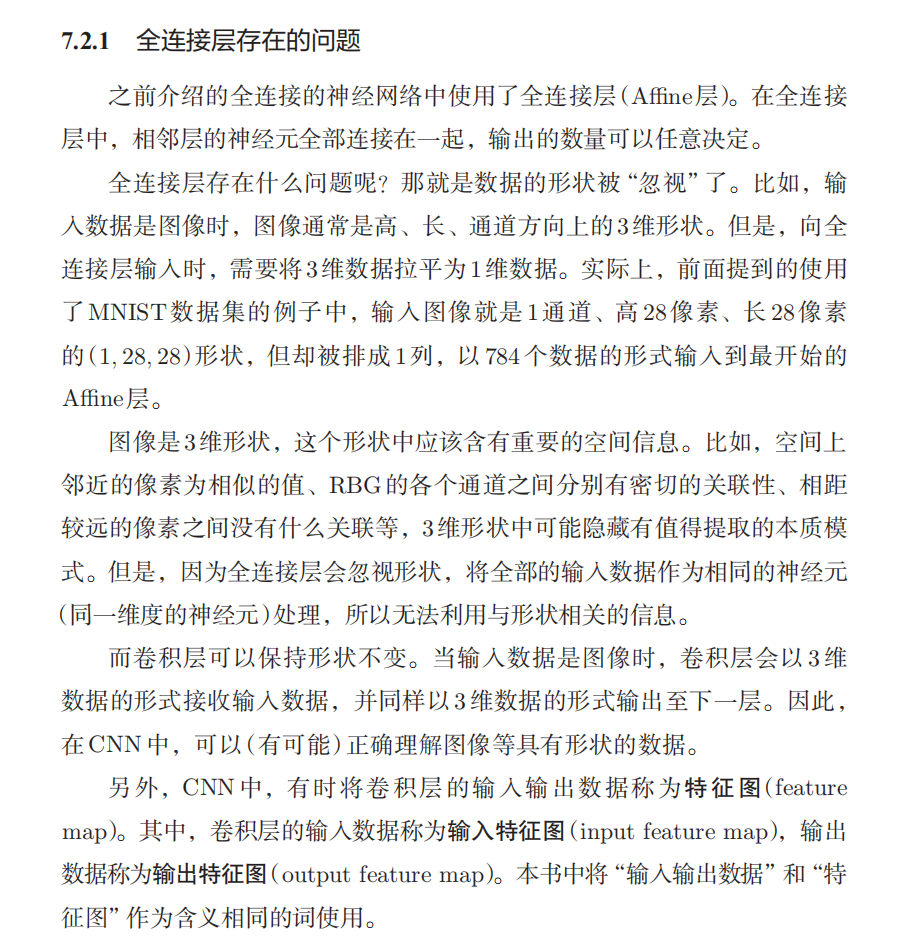 7.2.1 全连接层存在的问题
之前介绍的全连接的神经网络中使用了全连接层(Affine层)。在全连接
层中，相邻层的神经元全部连接在一起，输出的数量可以任意决定。
全连接层存在什么问题呢？那就是数据的形状被“忽视”了。比如，输
入数据是图像时，图像通常是高、长、通道方向上的3维形状。但是，向全
连接层输入时，需要将3维数据拉平为1维数据。实际上，前面提到的使用
了MNIST数据集的例子中，输入图像就是1通道、高28像素、长28像素
的(1, 28, 28)形状，但却被排成1列，以784个数据的形式输入到最开始的
Affine层。
图像是3维形状，这个形状中应该含有重要的空间信息。比如，空间上
邻近的像素为相似的值、RBG的各个通道之间分别有密切的关联性、相距
较远的像素之间没有什么关联等，3维形状中可能隐藏有值得提取的本质模
式。但是，因为全连接层会忽视形状，将全部的输入数据作为相同的神经元
(同一维度的神经元)处理，所以无法利用与形状相关的信息。
而卷积层可以保持形状不变。当输入数据是图像时，卷积层会以3维
数据的形式接收输入数据，并同样以3维数据的形式输出至下一层。因此，
在CNN中，可以(有可能)正确理解图像等具有形状的数据。
另外，CNN中，有时将卷积层的输入输出数据称为特征图(feature
map)。其中，卷积层的输入数据称为输入特征图(input feature map)，输出
数据称为输出特征图(output feature map)。本书中将“输入输出数据”和“特
征图”作为含义相同的词使用。